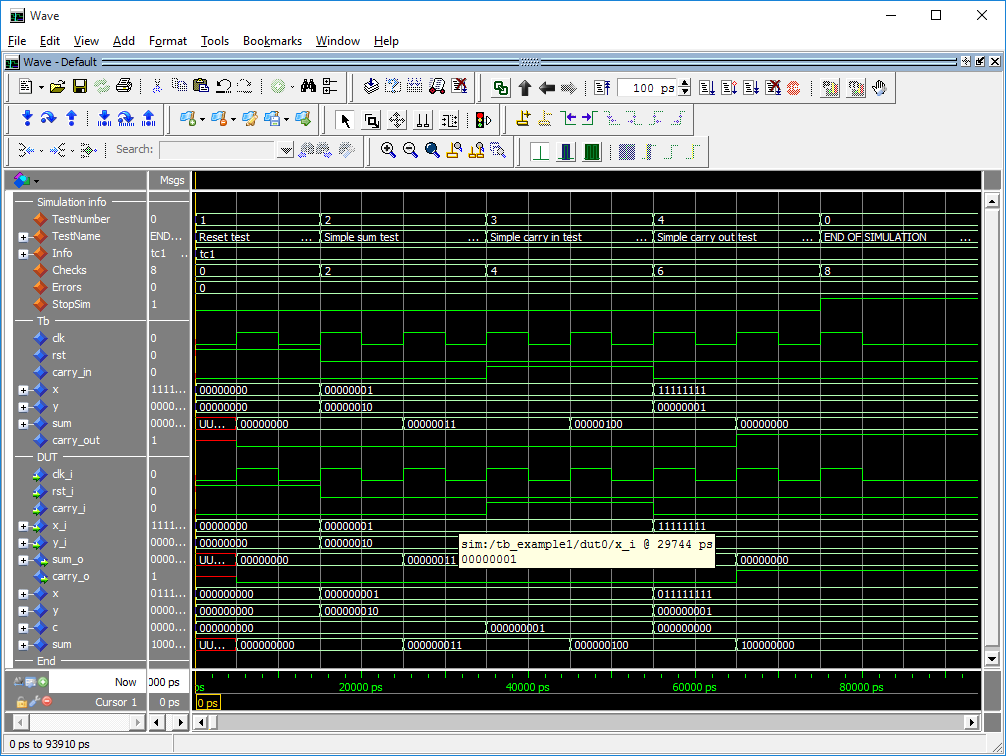 Wave
File Edit View Add Format Tools Bookmarks Window Help
Wave - Default
100 ps
Search:
Msgs
Simulation info
TestNumber 0 1 2 3 4 0
TestName END... Reset test ... Simple sum test ... Simple carry in test ... Simple carry out test ... END OF SIMULATION ...
Info tc1 .. tc1
Checks 8 0 2 4 6 8
Errors 0 0
StopSim 1
Tb
clk 0
rst 0
carry_in 0
x 1111... 00000000 00000001 11111111
y 0000... 00000000 00000010 00000001
sum 0000... UU... 00000000 00000011 00000100 00000000
carry_out 1
DUT
clk_i 0
rst_i 0
carry_i 0
x_i 1111... 00000000 00000001 11111111
y_i 0000... 00000000 00000010
sim:/tb_example1/dut0/x_i @ 29744 ps
00000001
sum_o 0000... UU... 00000000 00000011 00000000
carry_o 1
x 0111... 000000000 000000001 011111111
y 0000... 000000000 000000010 000000001
c 0000... 000000000 000000001 000000000
sum 1000... UU... 000000000 000000011 000000100 100000000
End
Now 000 ps ps 20000 ps 40000 ps 60000 ps 80000 ps
Cursor 1 0 ps 0 ps
0 ps to 93910 ps